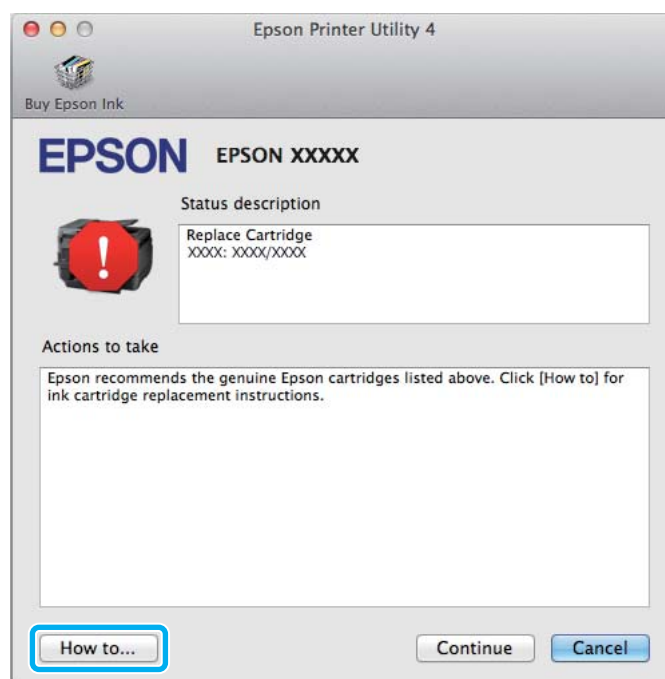 Epson Printer Utility 4
Buy Epson Ink
EPSON EPSON XXXXX
Status description
Replace Cartridge
XXXX: XXXX/XXXX
Actions to take
Epson recommends the genuine Epson cartridges listed above. Click [How to] for
ink cartridge replacement instructions.
How to... Continue Cancel